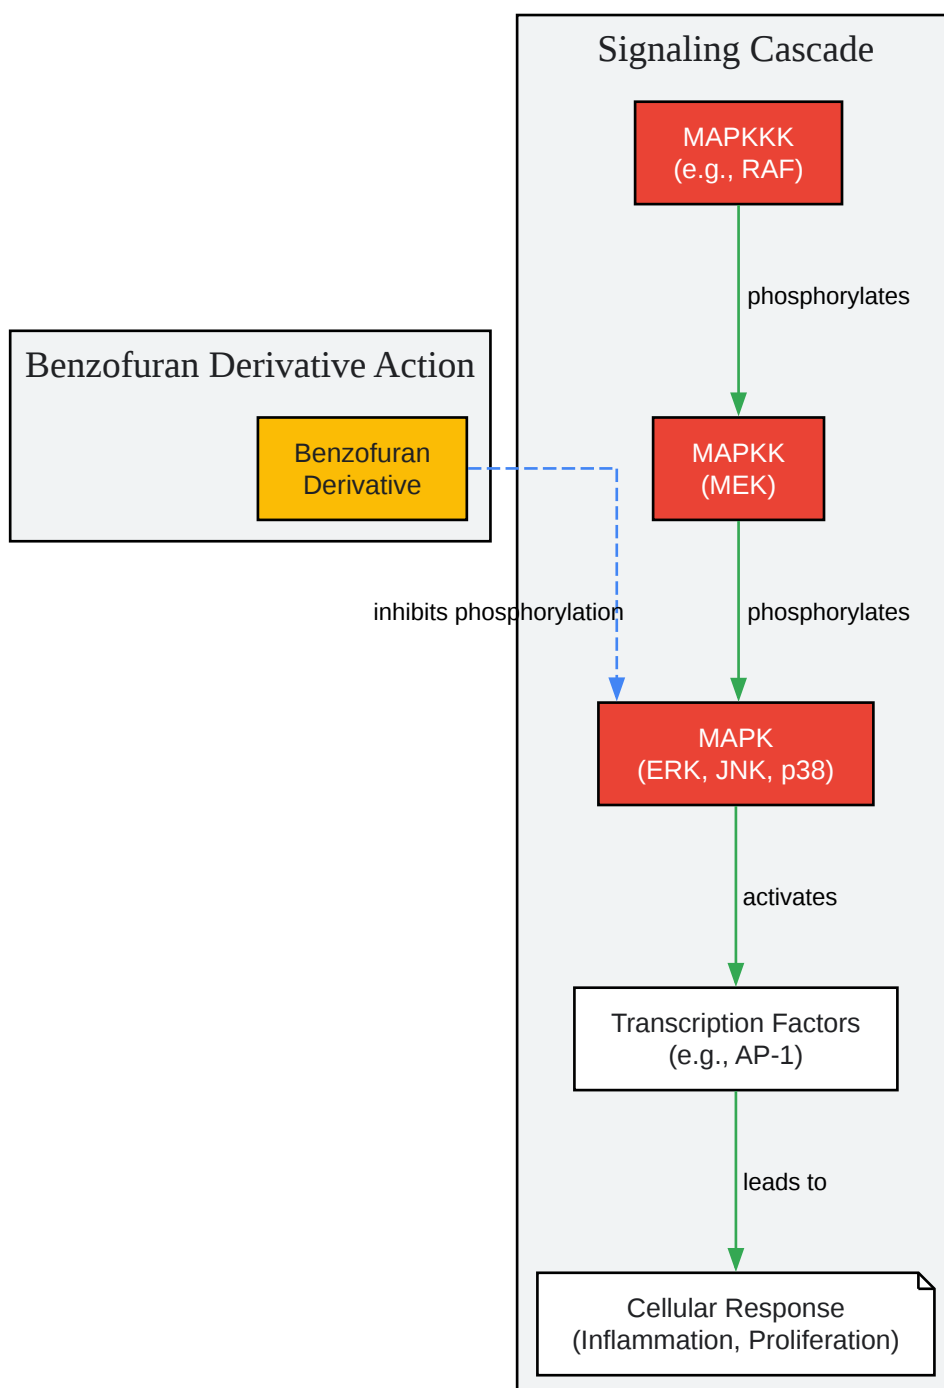 Signaling Cascade
MAPKKK
(e.g., RAF)
phosphorylates
Benzofuran Derivative Action
Benzofuran
Derivative
MAPKK
(MEK)
inhibits phosphorylation
phosphorylates
MAPK
(ERK, JNK, p38)
activates
Transcription Factors
(e.g., AP-1)
leads to
Cellular Response
(Inflammation, Proliferation)